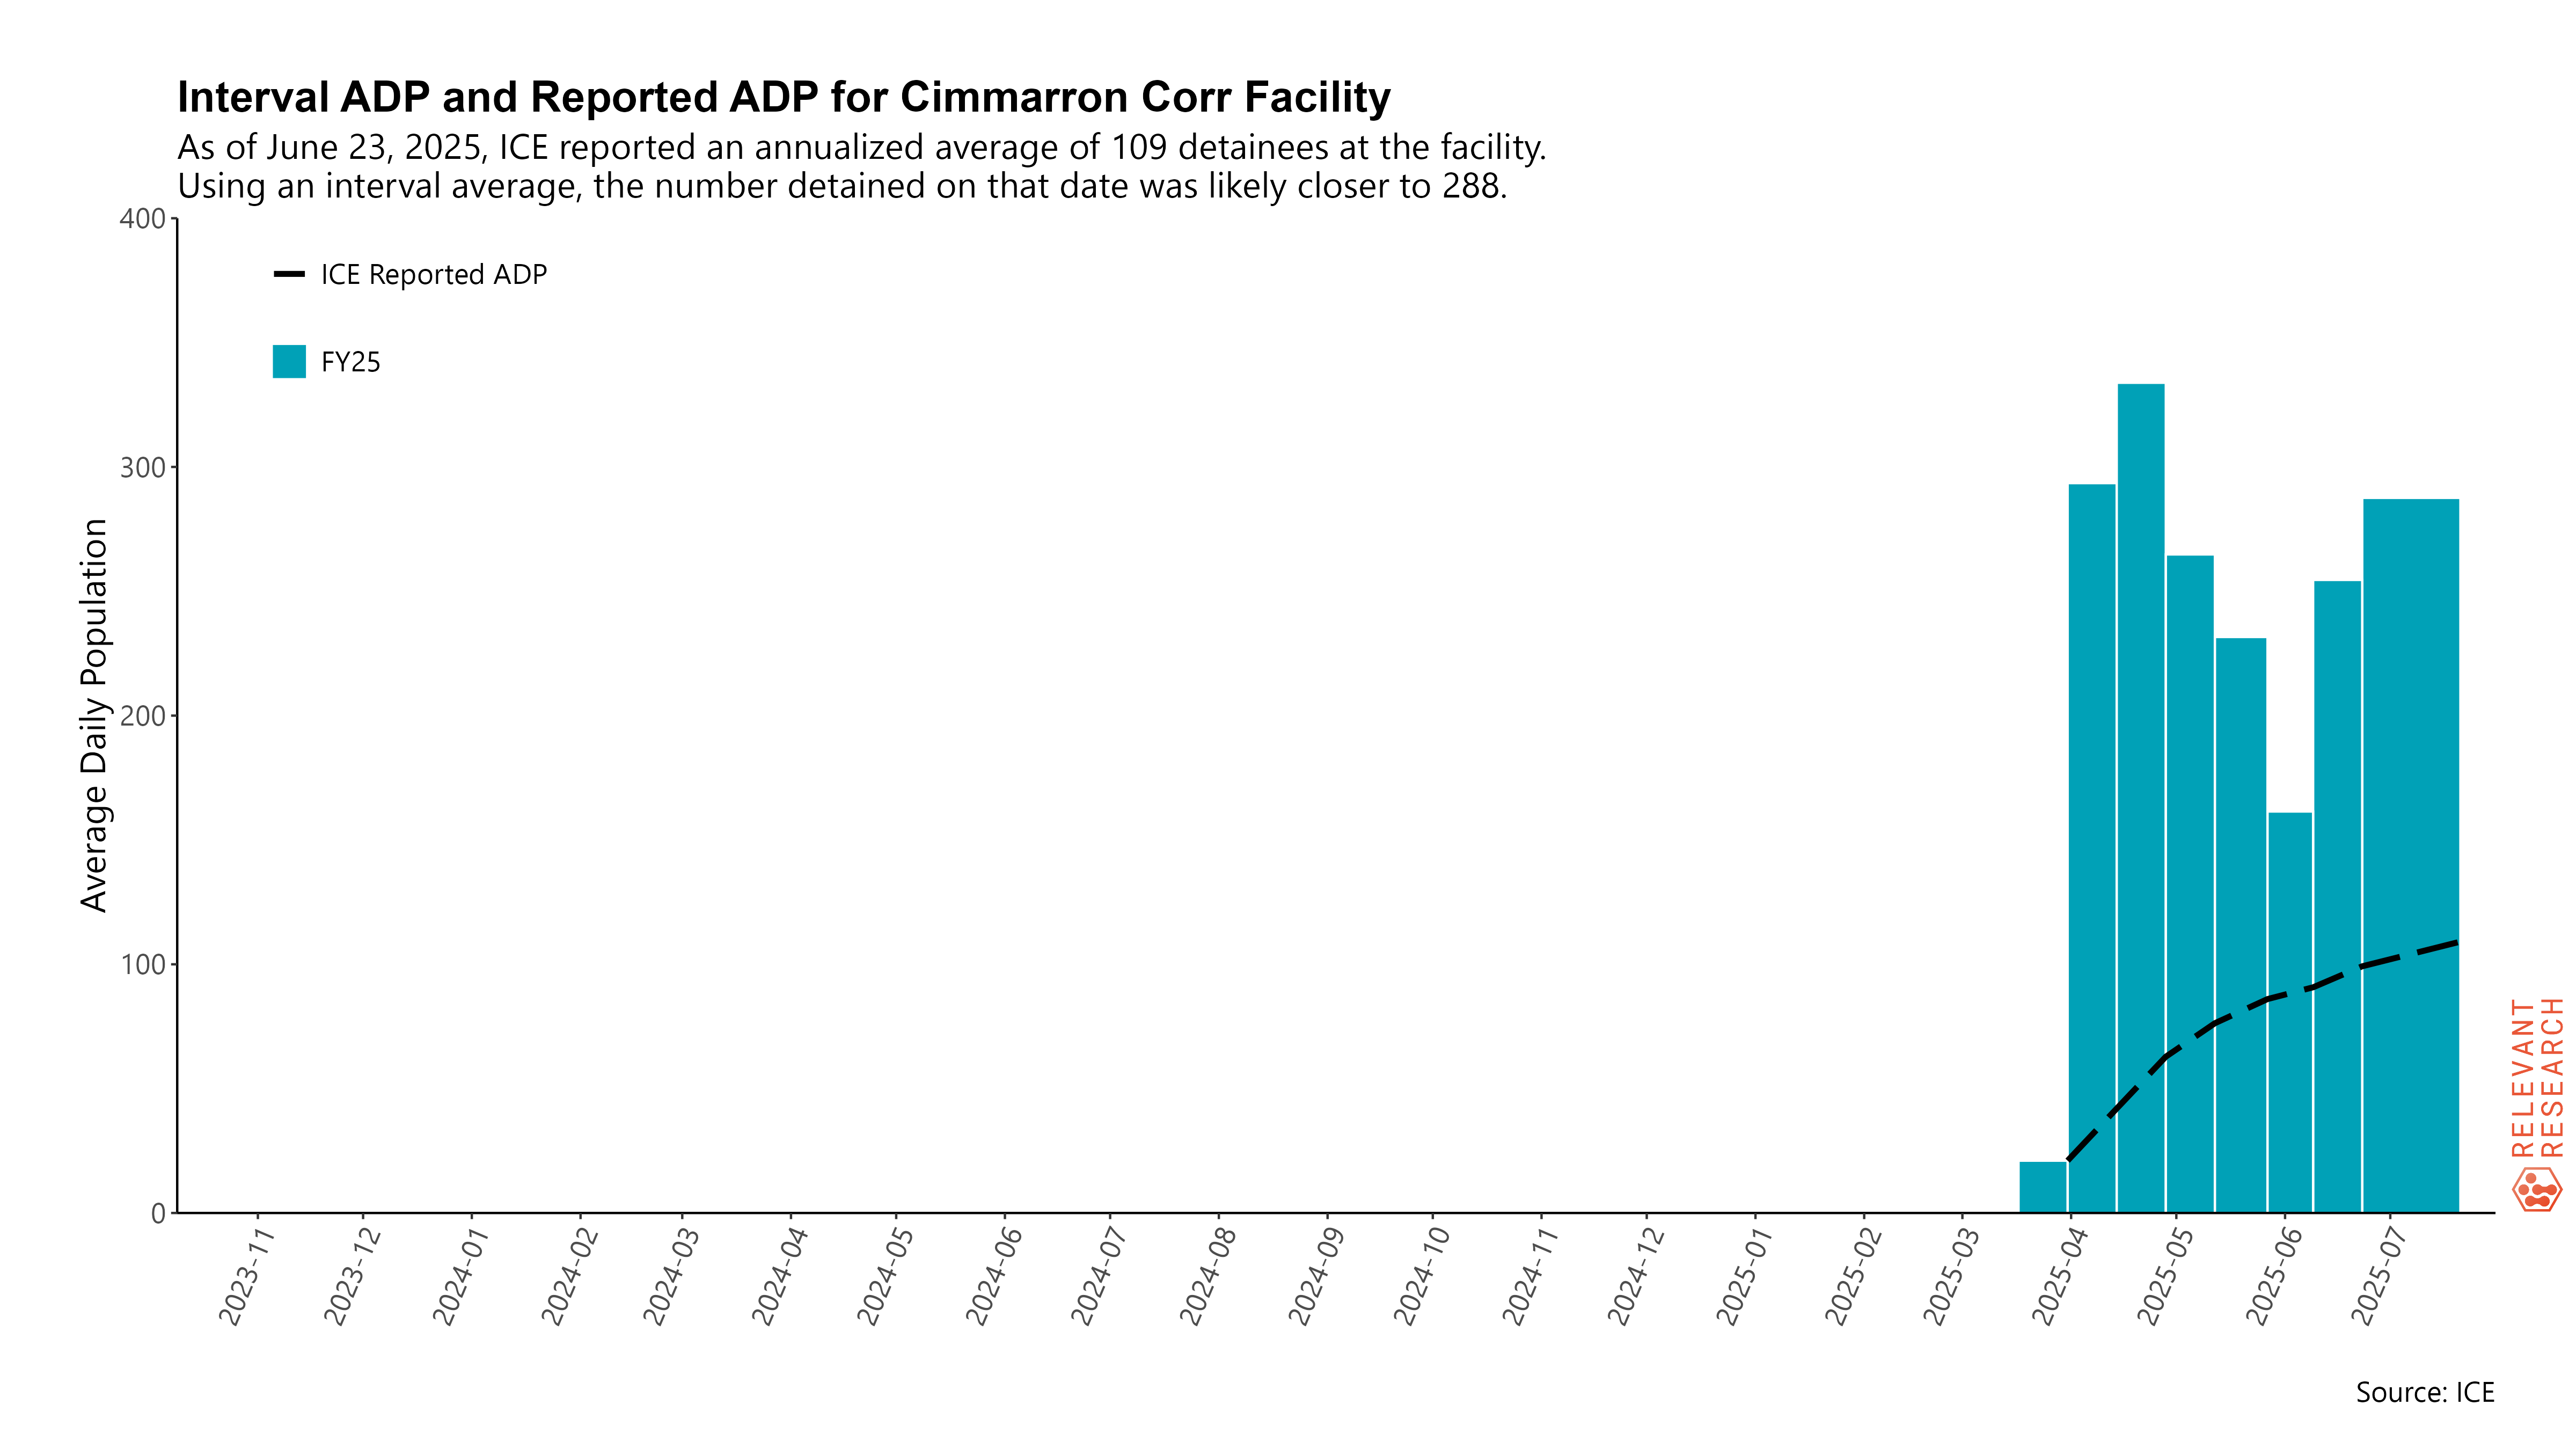 Interval ADP and Reported ADP for Cimmarron Corr Facility
As of June 23, 2025, ICE reported an annualized average of 109 detainees at the facility.
Using an interval average, the number detained on that date was likely closer to 288.
400
300
200
100
0
Average Daily Population
ICE Reported ADP
FY25
2023-11
2023-12
2024-01
2024-02
2024-03
2024-04
2024-05
2024-06
2024-07
2024-08
2024-09
2024-10
2024-11
2024-12
2025-01
2025-02
2025-03
2025-04
2025-05
2025-06
2025-07
RELEVANT
RESEARCH
Source: ICE